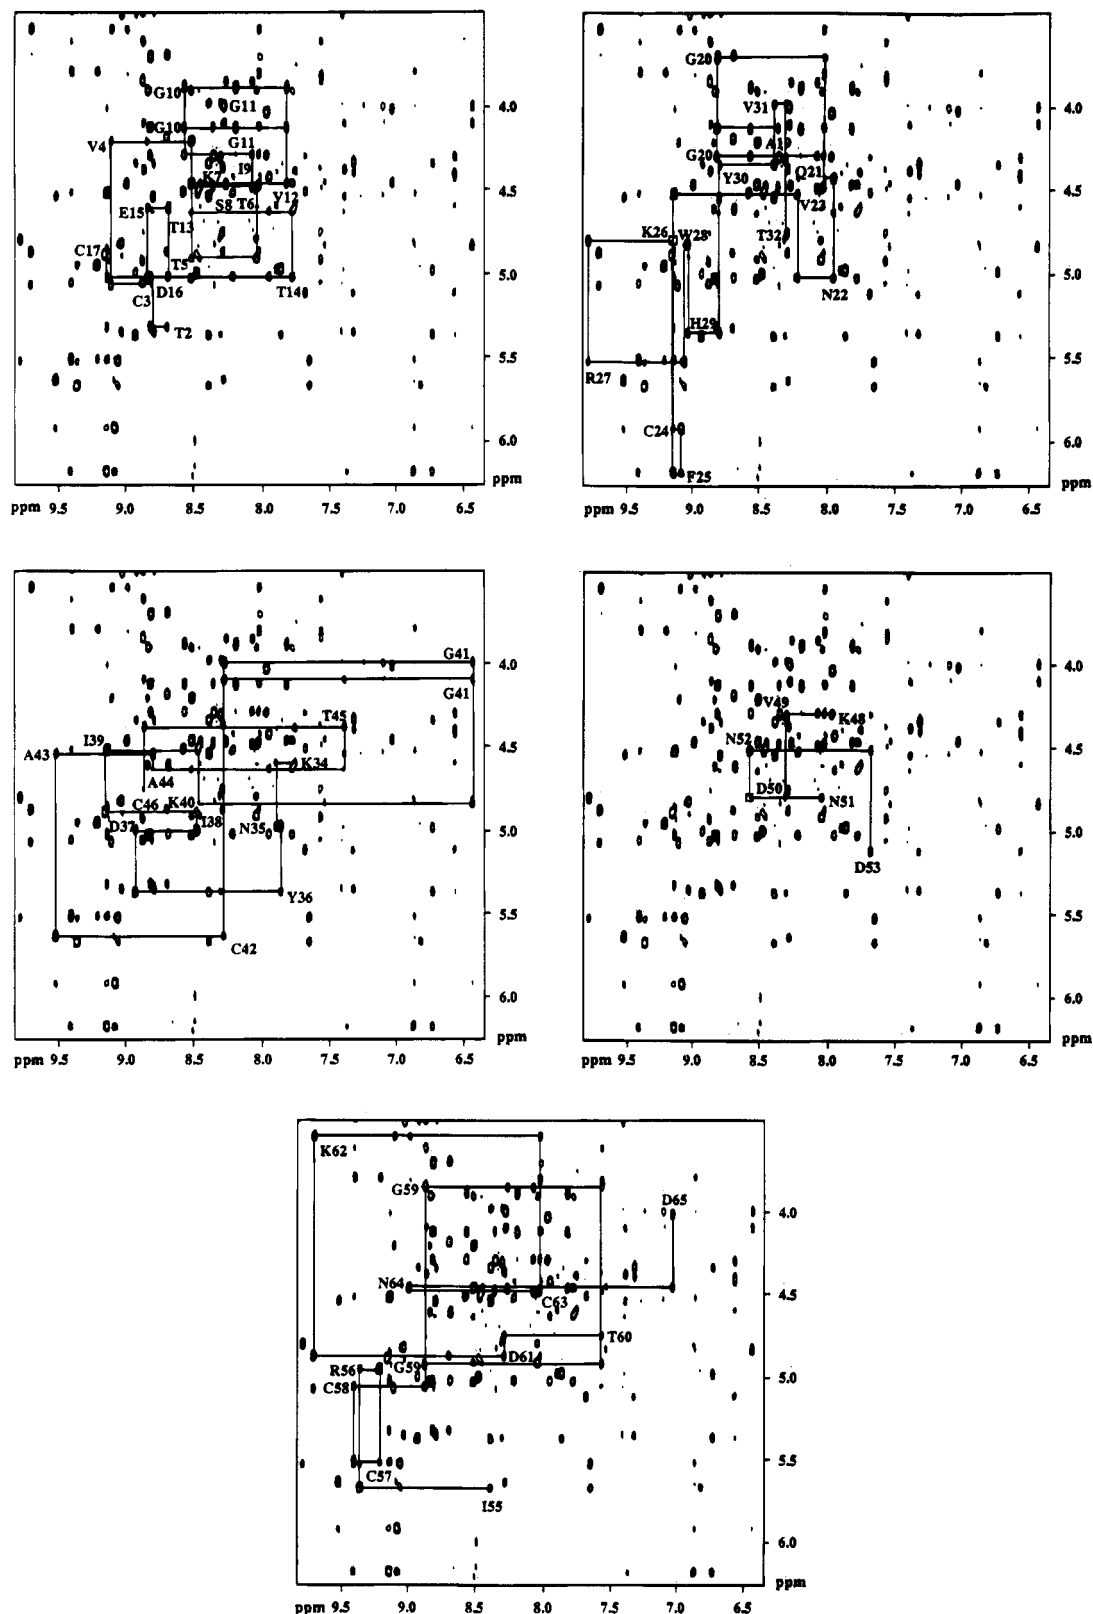 G10
G11
G10
G11
V4
K7
I9
S8
T6
Y12
E15
T13
C17
T5
C3
D16
T14
T2
ppm 9.5 9.0 8.5 8.0 7.5 7.0 6.5
4.0
4.5
5.0
5.5
6.0
ppm
G20
V31
A1
G20
Y30
Q21
V23
K26
W28
T32
N22
H29
R27
C24
F25
ppm 9.5 9.0 8.5 8.0 7.5 7.0 6.5
4.0
4.5
5.0
5.5
6.0
ppm
G41
G41
T45
I39
A43
K34
A44
C46
K40
D37
I38
N35
Y36
C42
ppm 9.5 9.0 8.5 8.0 7.5 7.0 6.5
4.0
4.5
5.0
5.5
6.0
ppm
V49
K48
N52
D50
N51
D53
ppm 9.5 9.0 8.5 8.0 7.5 7.0 6.5
4.0
4.5
5.0
5.5
6.0
ppm
K62
G59
D65
N64
C63
T60
G59
D61
R56
C58
C57
I55
ppm 9.5 9.0 8.5 8.0 7.5 7.0 6.5
4.0
4.5
5.0
5.5
6.0
ppm